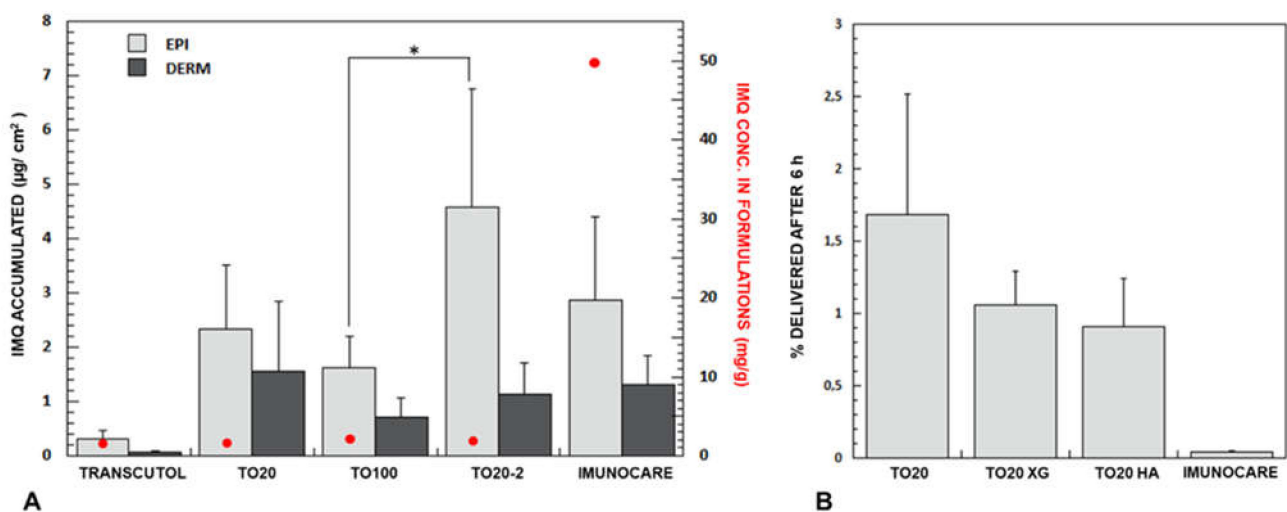 EPI
DERM
*
IMQ ACCUMULATED (µg/ cm²)
8
7
6
5
4
3
2
1
0
50
40
30
20
10
0
IMQ CONC. IN FORMULATIONS (mg/g)
TRANSCUTOL TO20 TO100 TO20-2 IMUNOCARE
A
% DELIVERED AFTER 6 h
3
2,5
2
1,5
1
0,5
0
TO20 TO20 XG TO20 HA IMUNOCARE
B